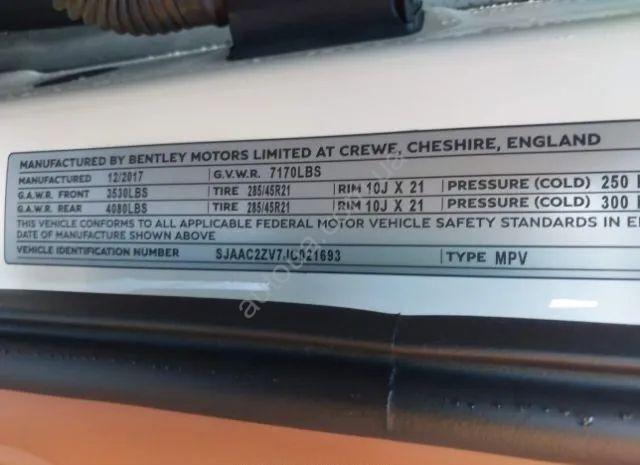 MANUFACTURED BY BENTLEY MOTORS LIMITED AT CREWE, CHESHIRE, ENGLAND
MANUFACTURED 12/2017 G.V.W.R. 7170LBS
G.A.W.R. FRONT 3530LBS TIRE 285/45R21 RIM 10J X 21 PRESSURE (COLD) 250
G.A.W.R. REAR 4080LBS TIRE 285/45R21 RIM 10J X 21 PRESSURE (COLD) 300
THIS VEHICLE CONFORMS TO ALL APPLICABLE FEDERAL MOTOR VEHICLE SAFETY STANDARDS IN
DATE OF MANUFACTURE SHOWN ABOVE
VEHICLE IDENTIFICATION NUMBER SJAAC2ZV7JC021693 TYPE MPV